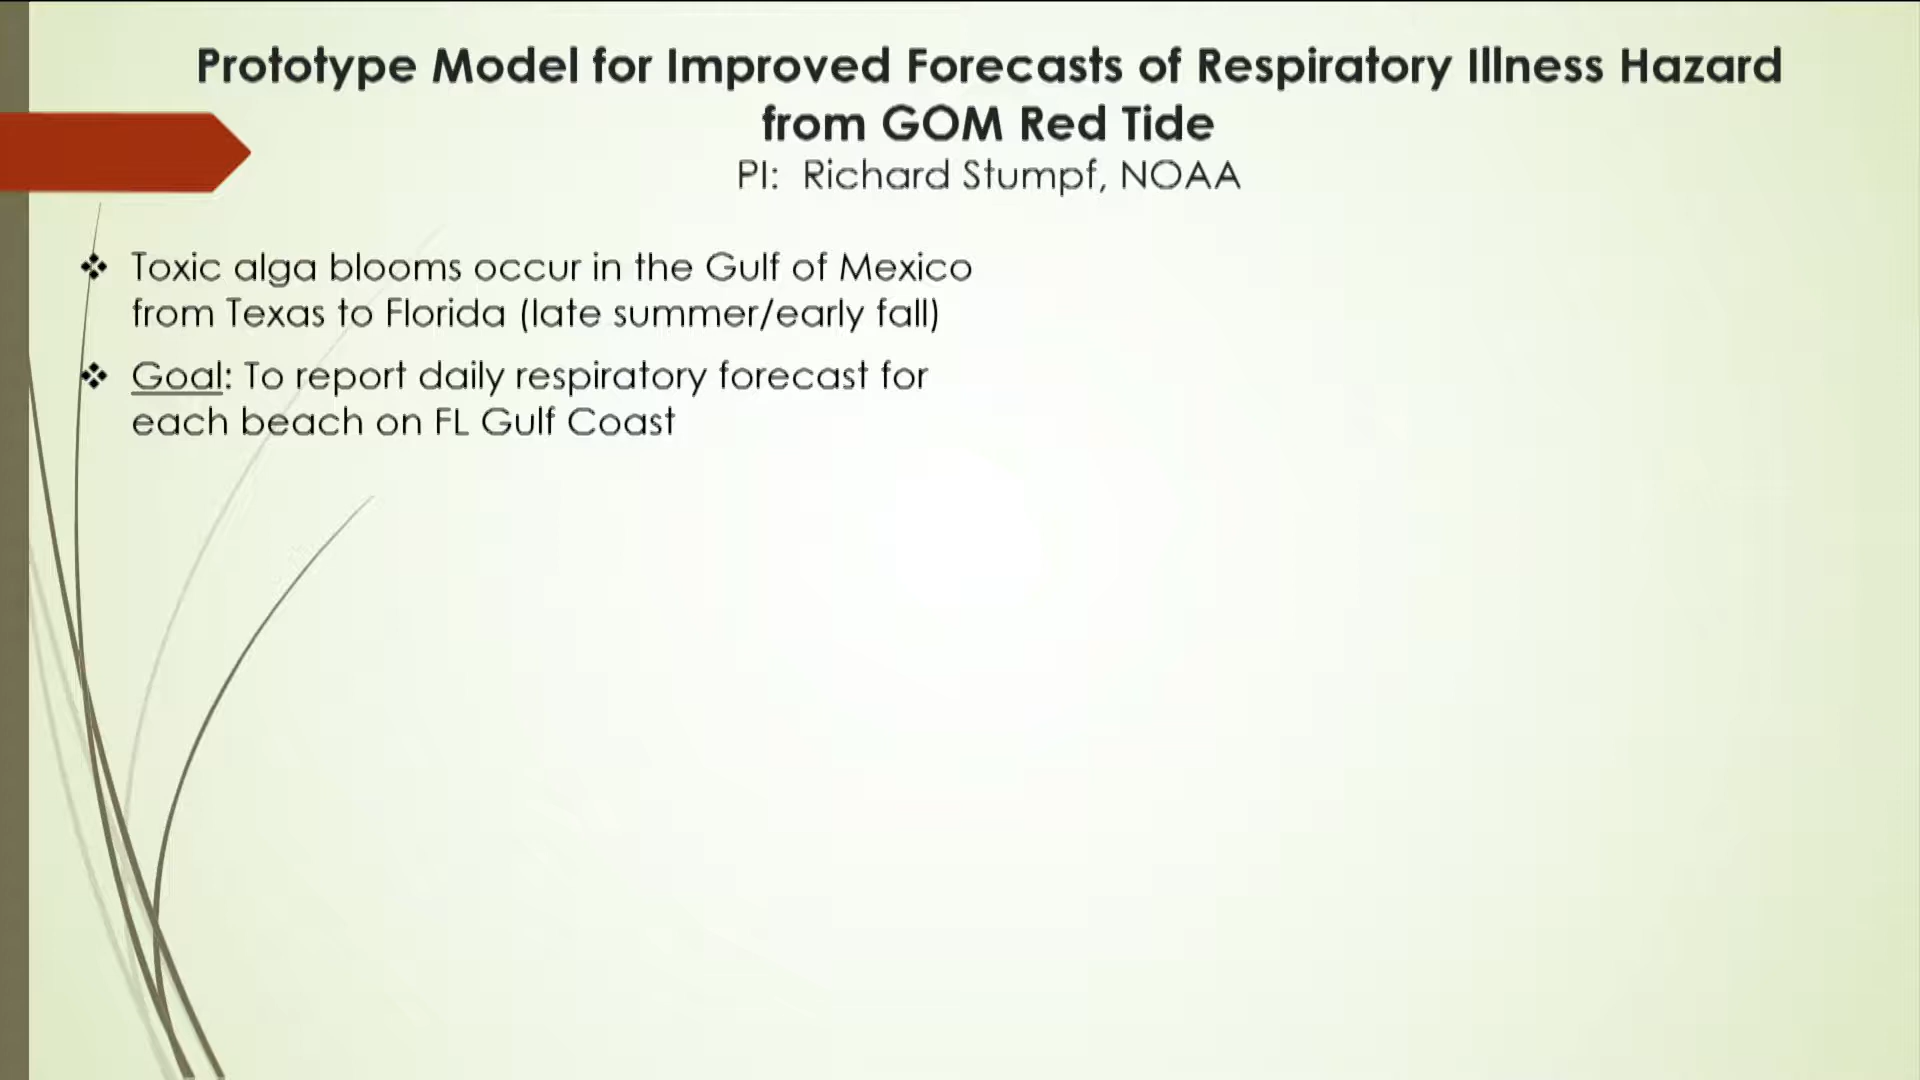 Prototype Model for Improved Forecasts of Respiratory Illness Hazard
from GOM Red Tide
PI: Richard Stumpf, NOAA
❖ Toxic alga blooms occur in the Gulf of Mexico
from Texas to Florida (late summer/early fall)
❖ Goal: To report daily respiratory forecast for
each beach on FL Gulf Coast